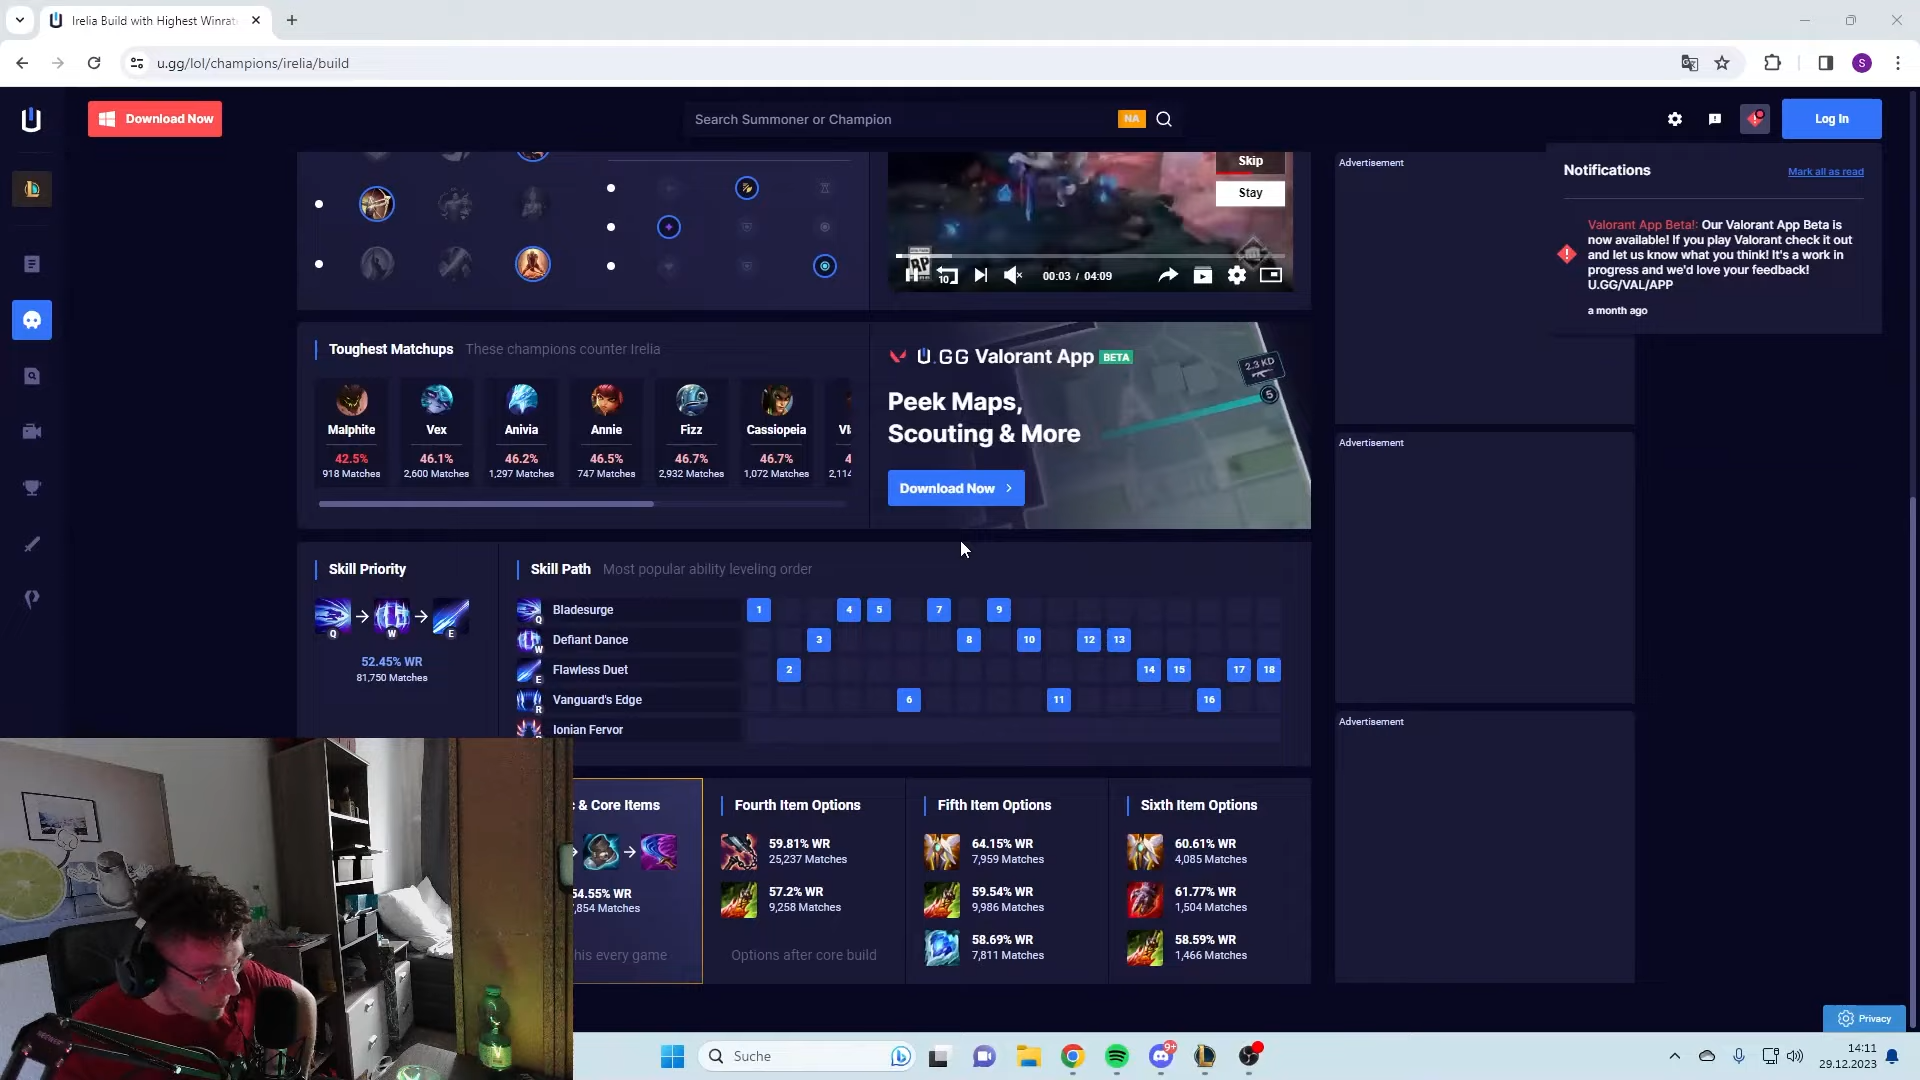 Irelia Build with Highest Winrat
u.gg/lol/champions/irelia/build
S
Download Now
Search Summoner or Champion
NA
Log In
Skip
Stay
00:03 / 04:09
10
Advertisement
Notifications
Mark all as read
Valorant App Beta!: Our Valorant App Beta is
now available! If you play Valorant check it out
and let us know what you think! It's a work in
progress and we'd love your feedback!
U.GG/VAL/APP
a month ago
Toughest Matchups These champions counter Irelia
Malphite Vex Anivia Annie Fizz Cassiopeia
42.5% 46.1% 46.2% 46.5% 46.7% 46.7% 4
918 Matches 2,600 Matches 1,297 Matches 747 Matches 2,932 Matches 1,072 Matches 2,114
U.GG Valorant App BETA
Peek Maps,
Scouting & More
2.3 KD
5
Download Now
Advertisement
Skill Priority
Q W E
52.45% WR
81,750 Matches
Skill Path Most popular ability leveling order
Q Bladesurge 1 4 5 7 9
W Defiant Dance 3 8 10 12 13
E Flawless Duet 2 14 15 17 18
R Vanguard's Edge 6 11 16
Ionian Fervor
Advertisement
& Core Items
54.55% WR
,854 Matches
his every game
Fourth Item Options
59.81% WR
25,237 Matches
57.2% WR
9,258 Matches
Options after core build
Fifth Item Options
64.15% WR
7,959 Matches
59.54% WR
9,986 Matches
58.69% WR
7,811 Matches
Sixth Item Options
60.61% WR
4,085 Matches
61.77% WR
1,504 Matches
58.59% WR
1,466 Matches
Privacy
Suche
9+
14:11
29.12.2023